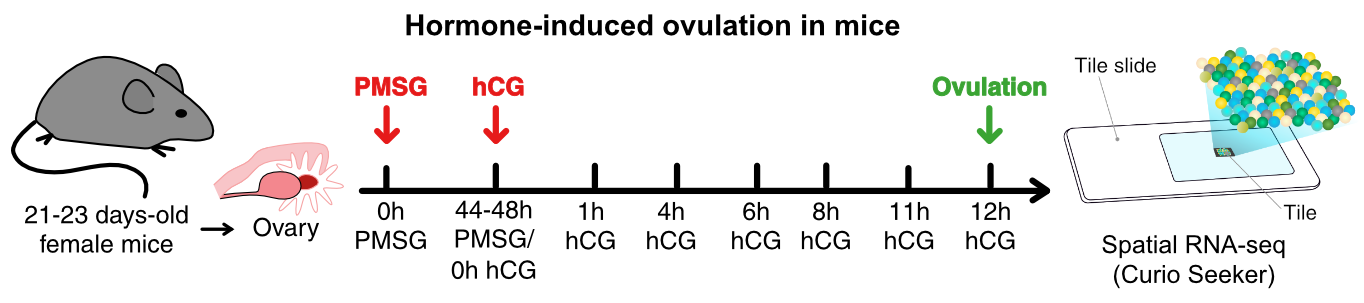 Hormone-induced ovulation in mice
PMSG
hCG
Ovulation
Tile slide
21-23 days-old
female mice
Ovary
0h
PMSG
44-48h
PMSG/
0h hCG
1h
hCG
4h
hCG
6h
hCG
8h
hCG
11h
hCG
12h
hCG
Tile
Spatial RNA-seq
(Curio Seeker)